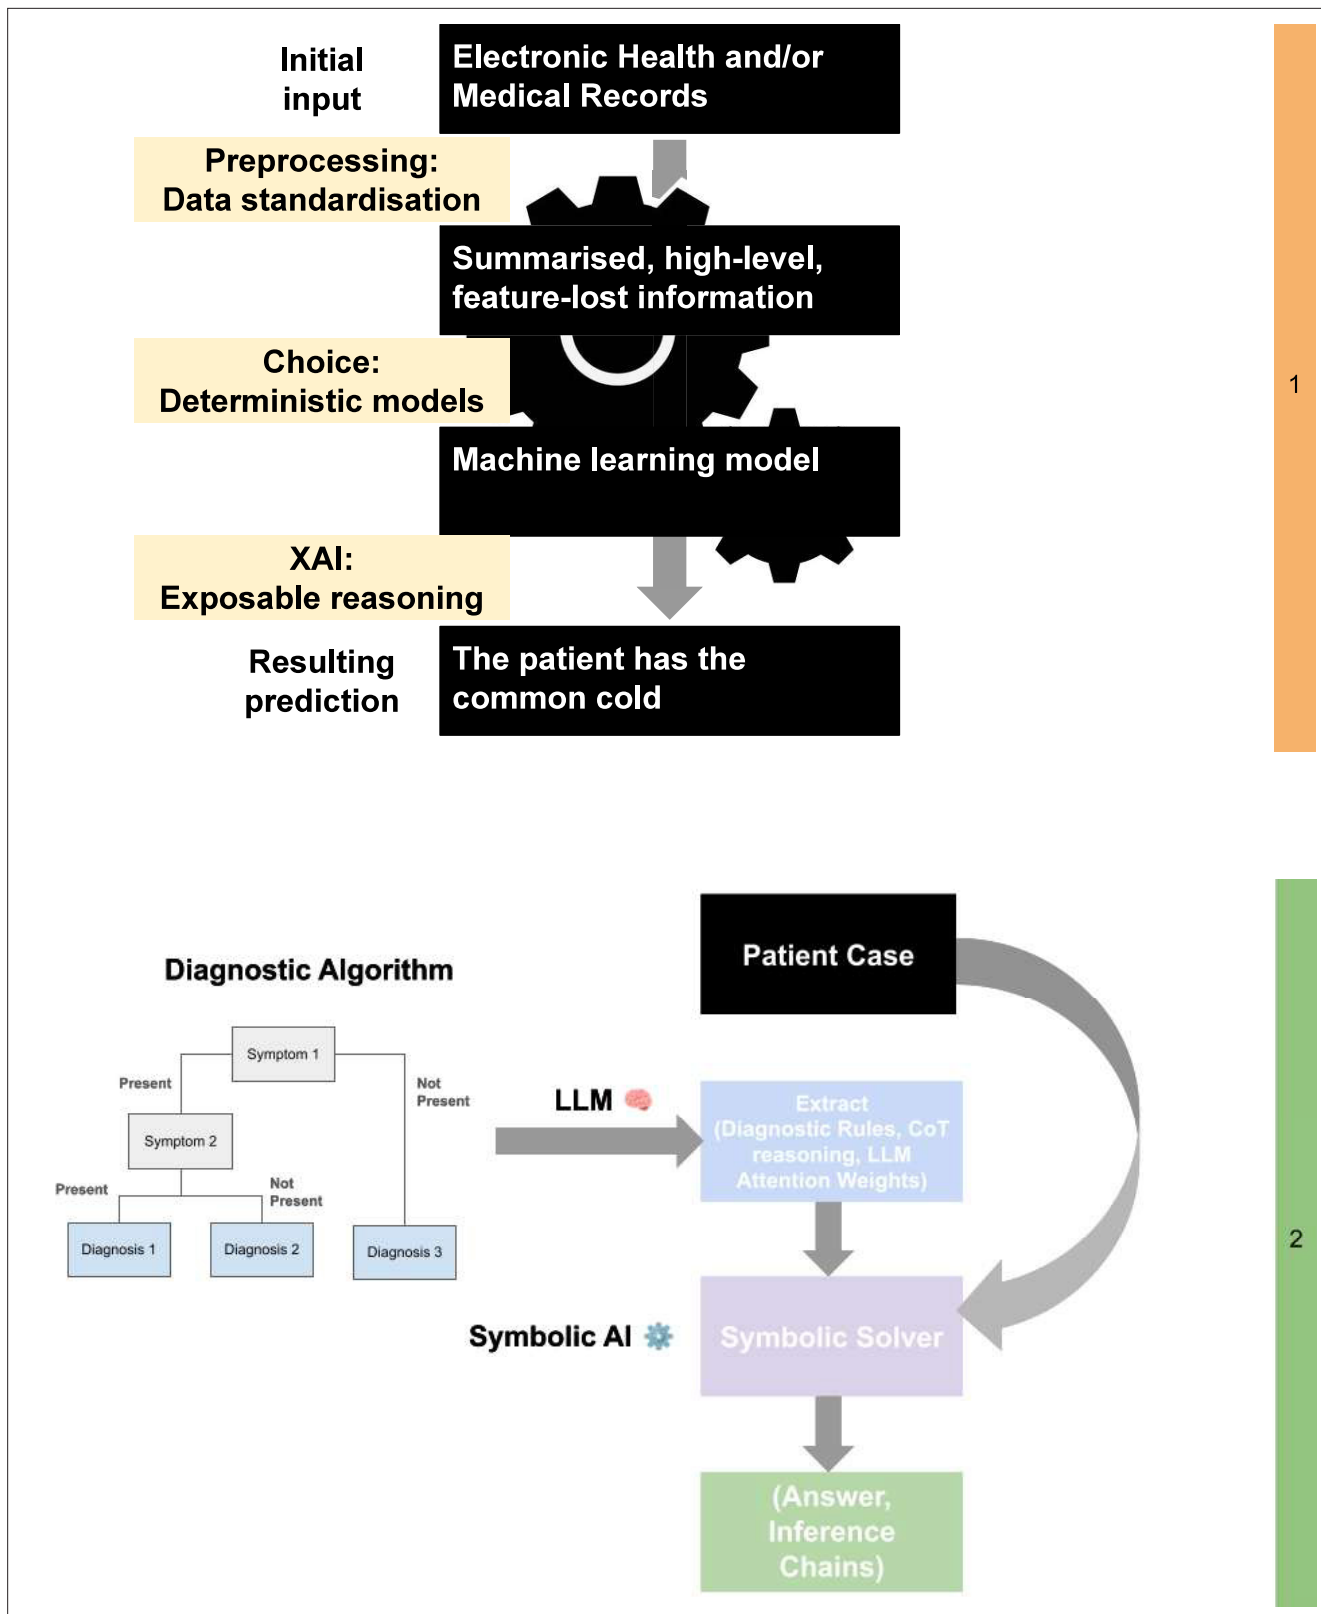 Initial
input
Electronic Health and/or
Medical Records
Preprocessing:
Data standardisation
Summarised, high-level,
feature-lost information
Choice:
Deterministic models
Machine learning model
XAI:
Exposable reasoning
Resulting
prediction
The patient has the
common cold
1
Diagnostic Algorithm
Symptom 1
Present
Not
Present
Symptom 2
Present
Not
Present
Diagnosis 1
Diagnosis 2
Diagnosis 3
LLM
Patient Case
Extract
(Diagnostic Rules, CoT
reasoning, LLM
Attention Weights)
Symbolic AI
Symbolic Solver
(Answer,
Inference
Chains)
2